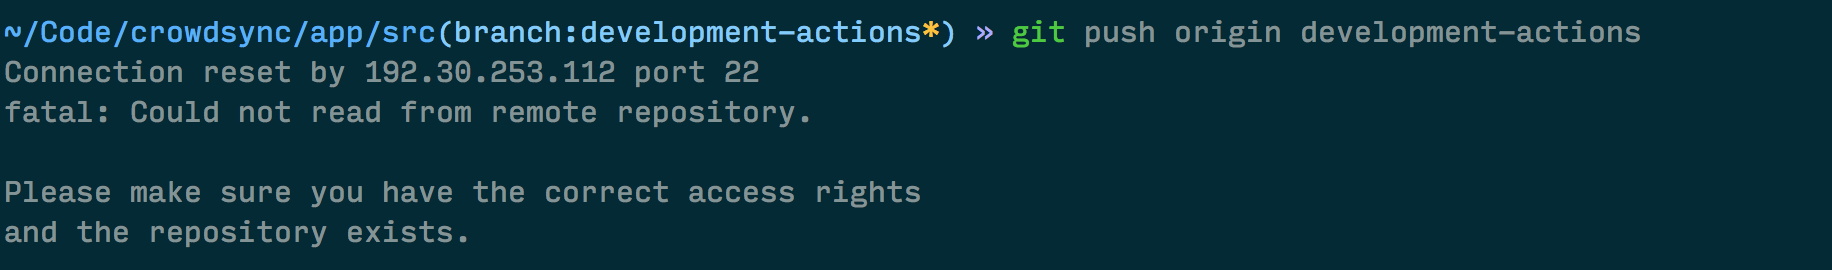 ~/Code/crowdsync/app/src(branch:development-actions*) » git push origin development-actions
Connection reset by 192.30.253.112 port 22
fatal: Could not read from remote repository.
Please make sure you have the correct access rights
and the repository exists.